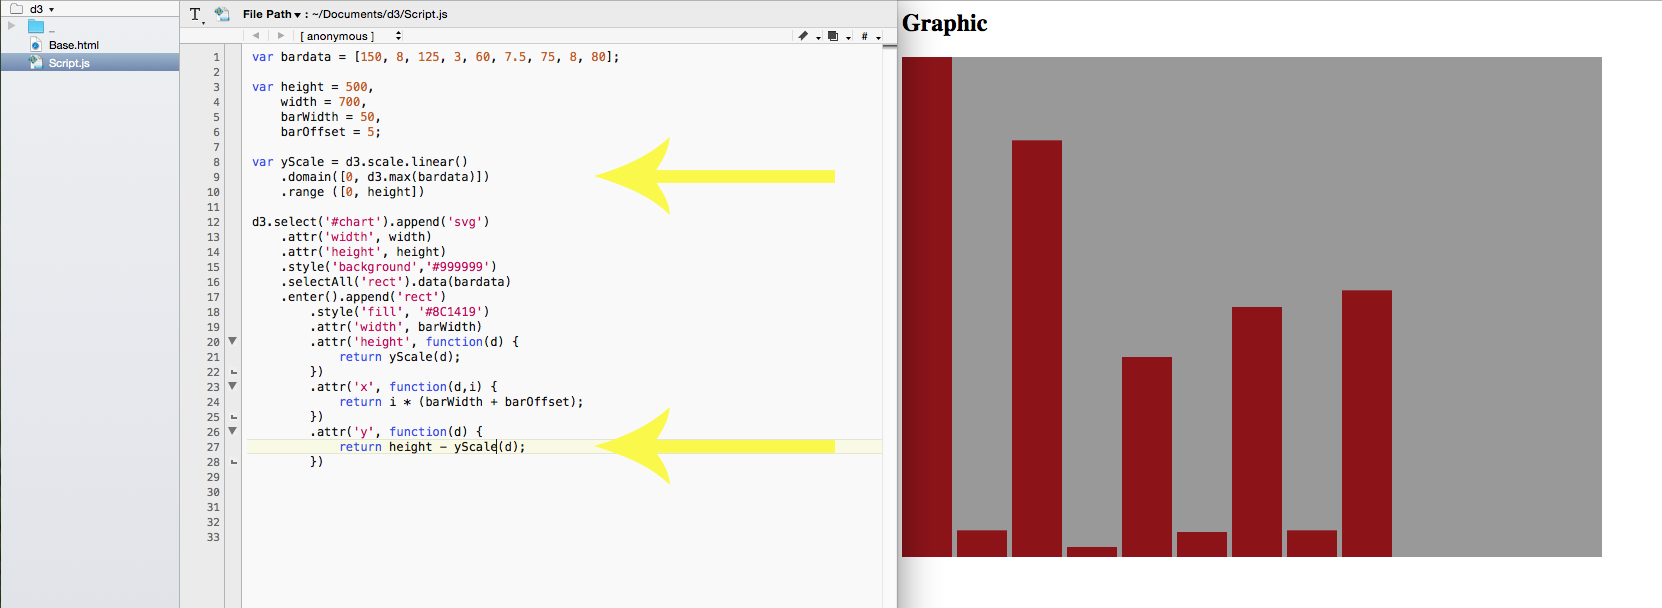 d3
File Path : ~/Documents/d3/Script.js
..
Base.html
Script.js
[ anonymous ]
#
1 var bardata = [150, 8, 125, 3, 60, 7.5, 75, 8, 80];
2
3 var height = 500,
4     width = 700,
5     barWidth = 50,
6     barOffset = 5;
7
8 var yScale = d3.scale.linear()
9     .domain([0, d3.max(bardata)])
10     .range ([0, height])
11
12 d3.select('#chart').append('svg')
13     .attr('width', width)
14     .attr('height', height)
15     .style('background','#999999')
16     .selectAll('rect').data(bardata)
17     .enter().append('rect')
18         .style('fill', '#8C1419')
19         .attr('width', barWidth)
20         .attr('height', function(d) {
21             return yScale(d);
22         })
23         .attr('x', function(d,i) {
24             return i * (barWidth + barOffset);
25         })
26         .attr('y', function(d) {
27             return height - yScale(d);
28         })
29
30
31
32
33
Graphic